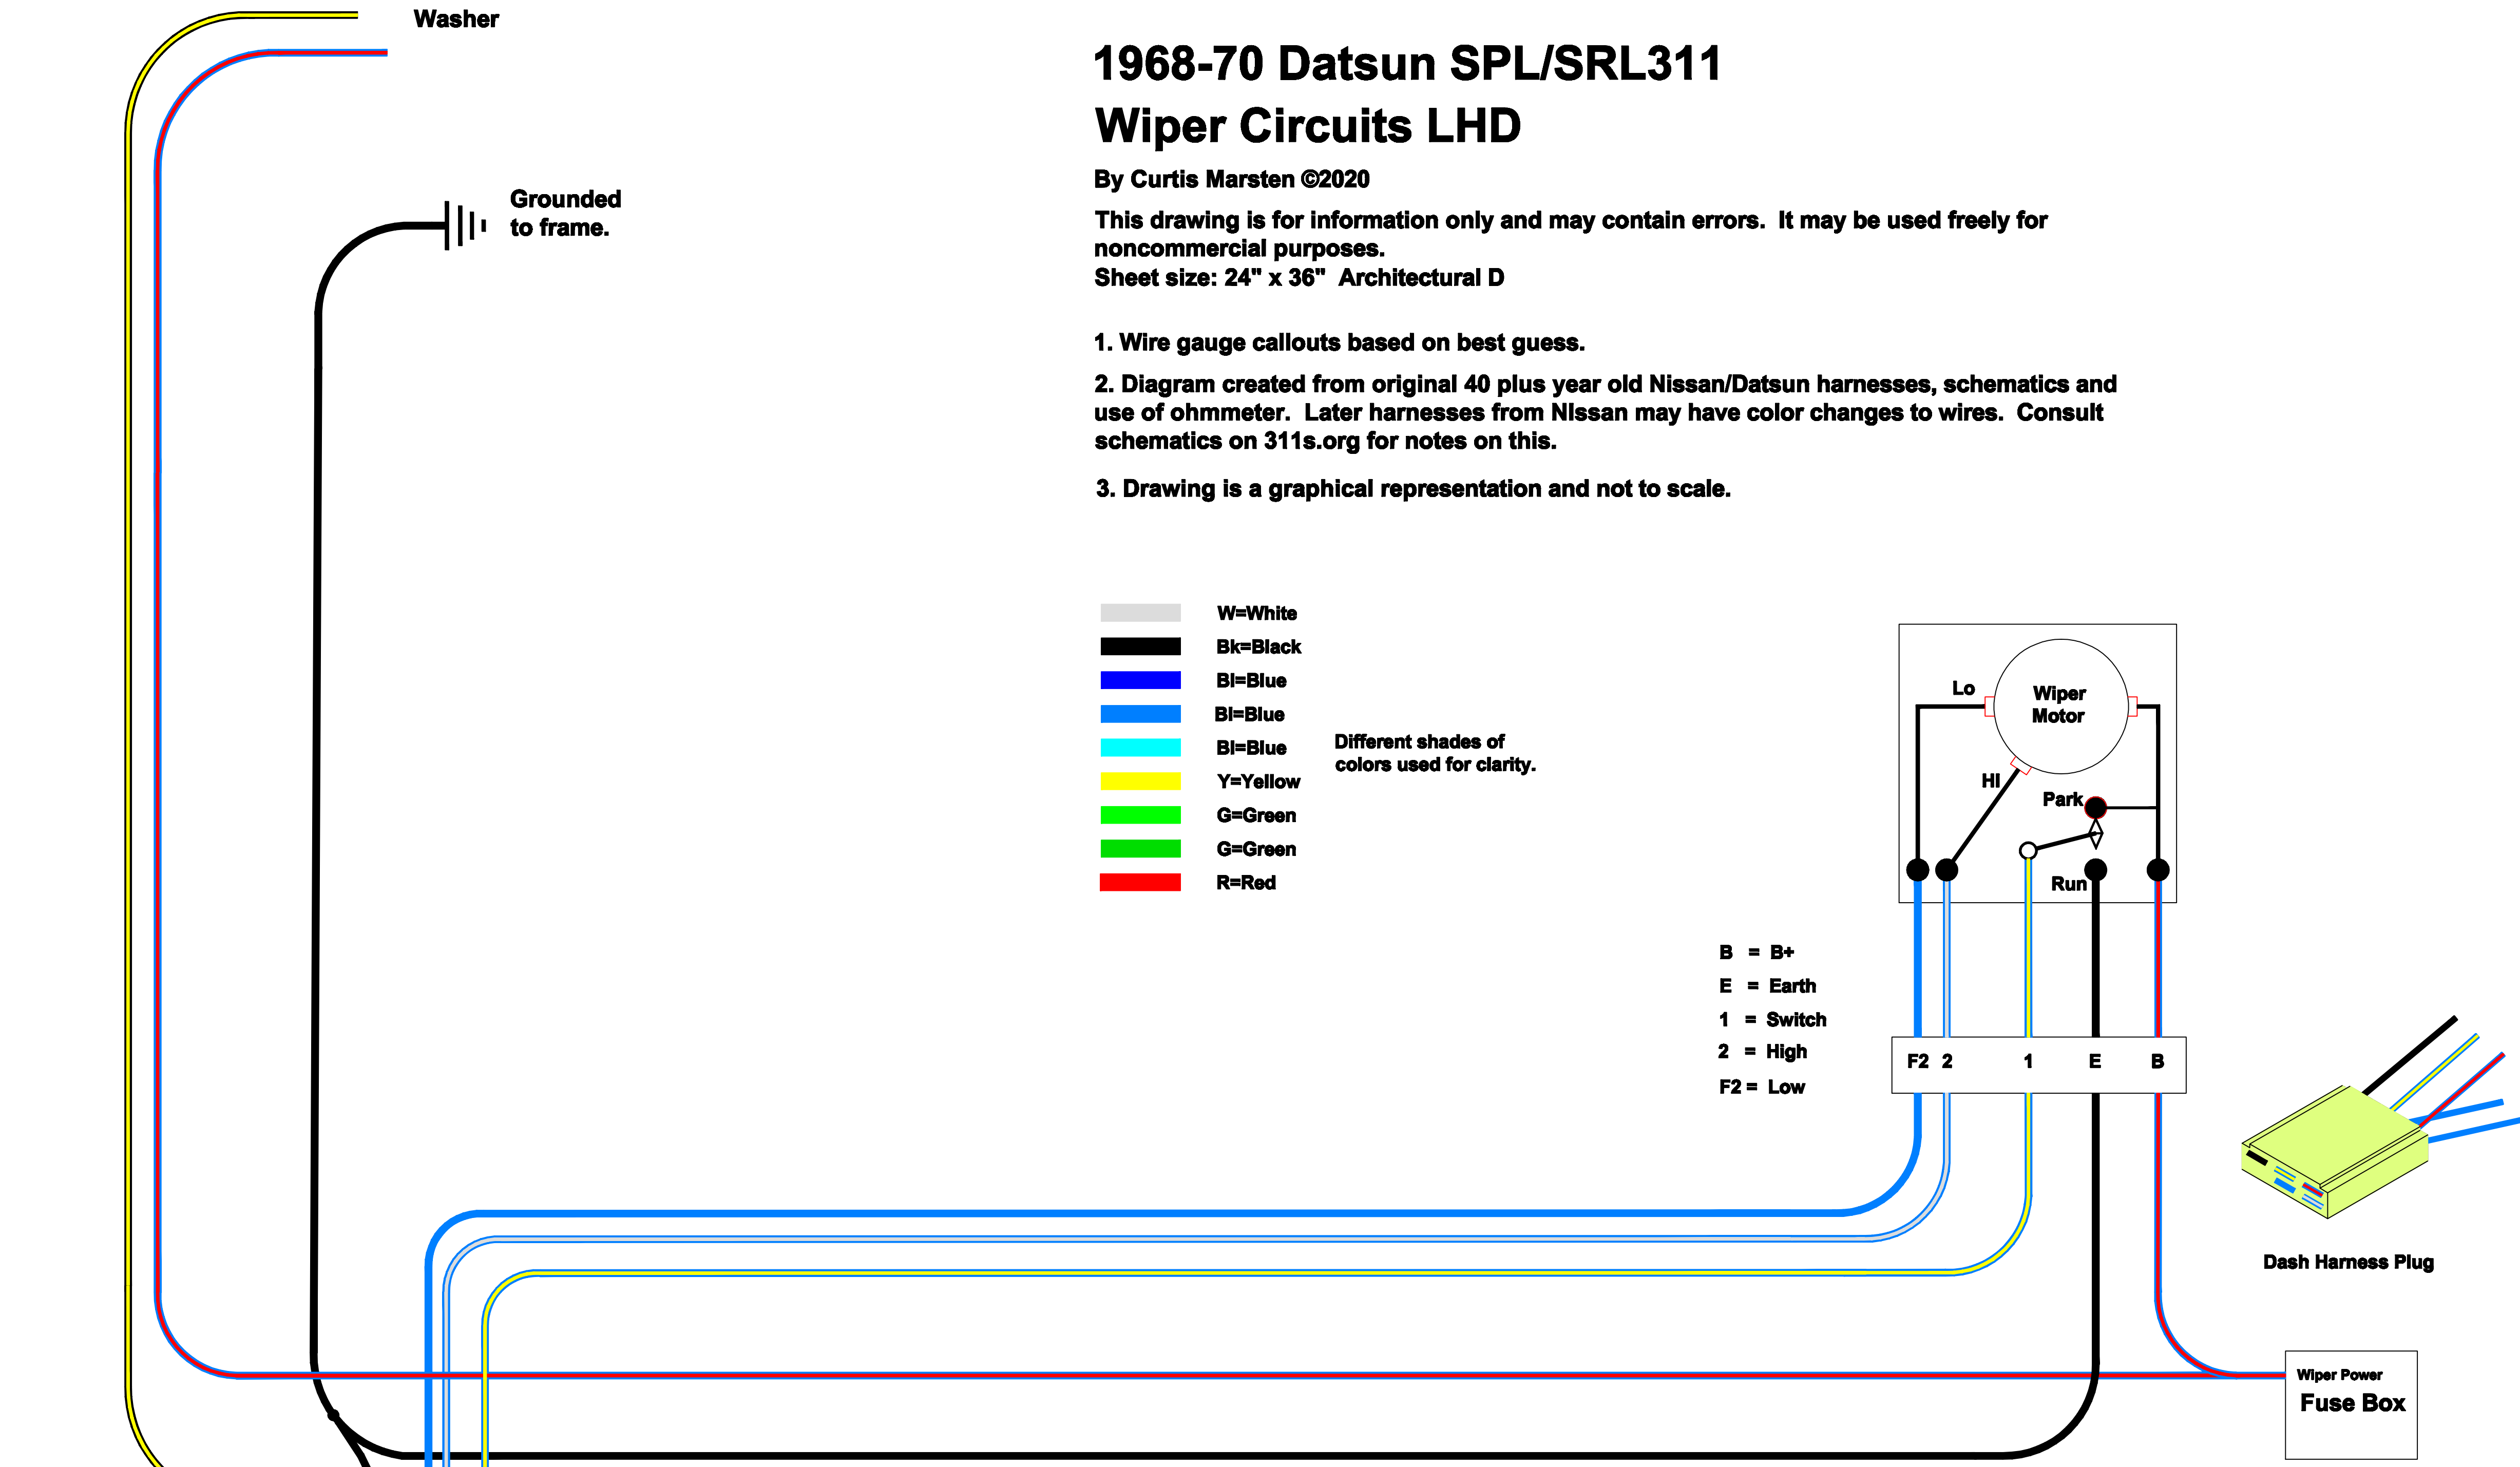 Washer
1968-70 Datsun SPL/SRL311
Wiper Circuits LHD
By Curtis Marsten ©2020
Grounded
to frame.
This drawing is for information only and may contain errors.  It may be used freely for
noncommercial purposes.
Sheet size: 24" x 36"  Architectural D
1. Wire gauge callouts based on best guess.
2. Diagram created from original 40 plus year old Nissan/Datsun harnesses, schematics and
use of ohmmeter.  Later harnesses from NIssan may have color changes to wires.  Consult
schematics on 311s.org for notes on this.
3. Drawing is a graphical representation and not to scale.
W=White
Bk=Black
Bl=Blue
Bl=Blue
Bl=Blue
Y=Yellow
G=Green
G=Green
R=Red
Different shades of
colors used for clarity.
Lo
Wiper
Motor
HI
Park
Run
B = B+
E = Earth
1 = Switch
2 = High
F2 = Low
F2 2 1 E B
Dash Harness Plug
Wiper Power
Fuse Box